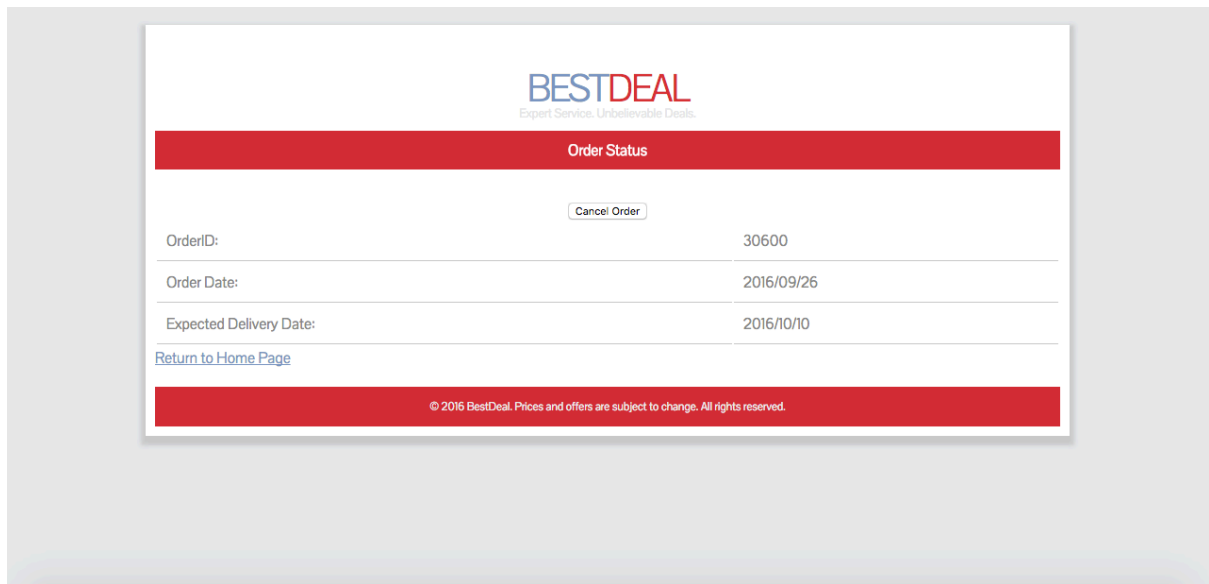 BESTDEAL
Expert Service. Unbelievable Deals.
Order Status
Cancel Order
OrderID: 30600
Order Date: 2016/09/26
Expected Delivery Date: 2016/10/10
Return to Home Page
© 2016 BestDeal. Prices and offers are subject to change. All rights reserved.